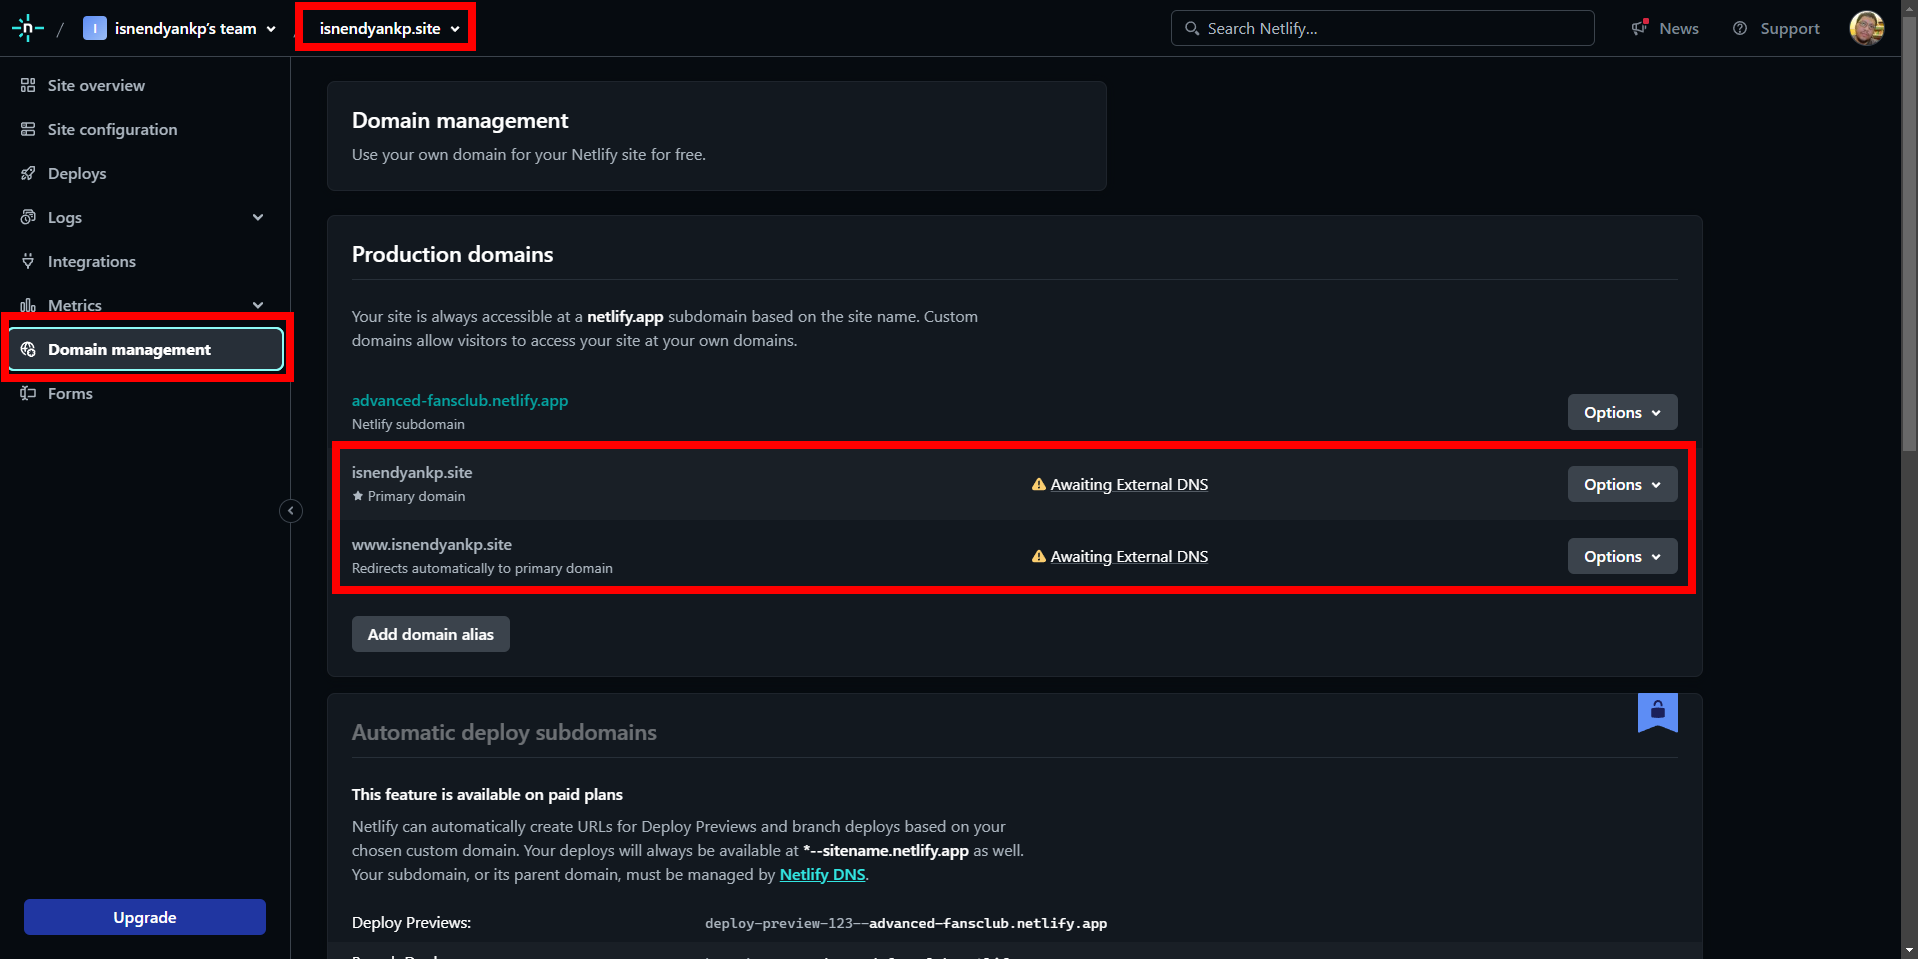 / I isnendyankp's team / isnendyankp.site
Search Netlify...
News
Support
Site overview
Site configuration
Deploys
Logs
Integrations
Metrics
Domain management
Forms
Upgrade
Domain management
Use your own domain for your Netlify site for free.
Production domains
Your site is always accessible at a netlify.app subdomain based on the site name. Custom
domains allow visitors to access your site at your own domains.
advanced-fansclub.netlify.app
Netlify subdomain
Options
isnendyankp.site
Primary domain
Awaiting External DNS
Options
www.isnendyankp.site
Redirects automatically to primary domain
Awaiting External DNS
Options
Add domain alias
Automatic deploy subdomains
This feature is available on paid plans
Netlify can automatically create URLs for Deploy Previews and branch deploys based on your
chosen custom domain. Your deploys will always be available at *--sitename.netlify.app as well.
Your subdomain, or its parent domain, must be managed by Netlify DNS.
Deploy Previews: deploy-preview-123--advanced-fansclub.netlify.app